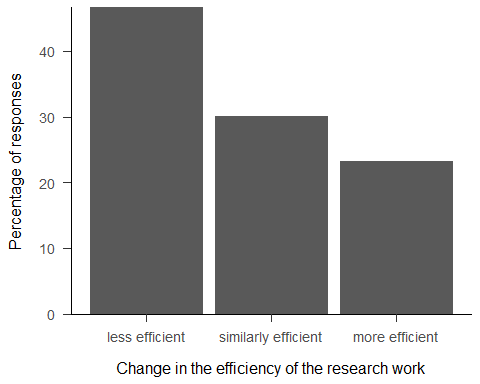 Percentage of responses
40
30
20
10
0
less efficient similarly efficient more efficient
Change in the efficiency of the research work